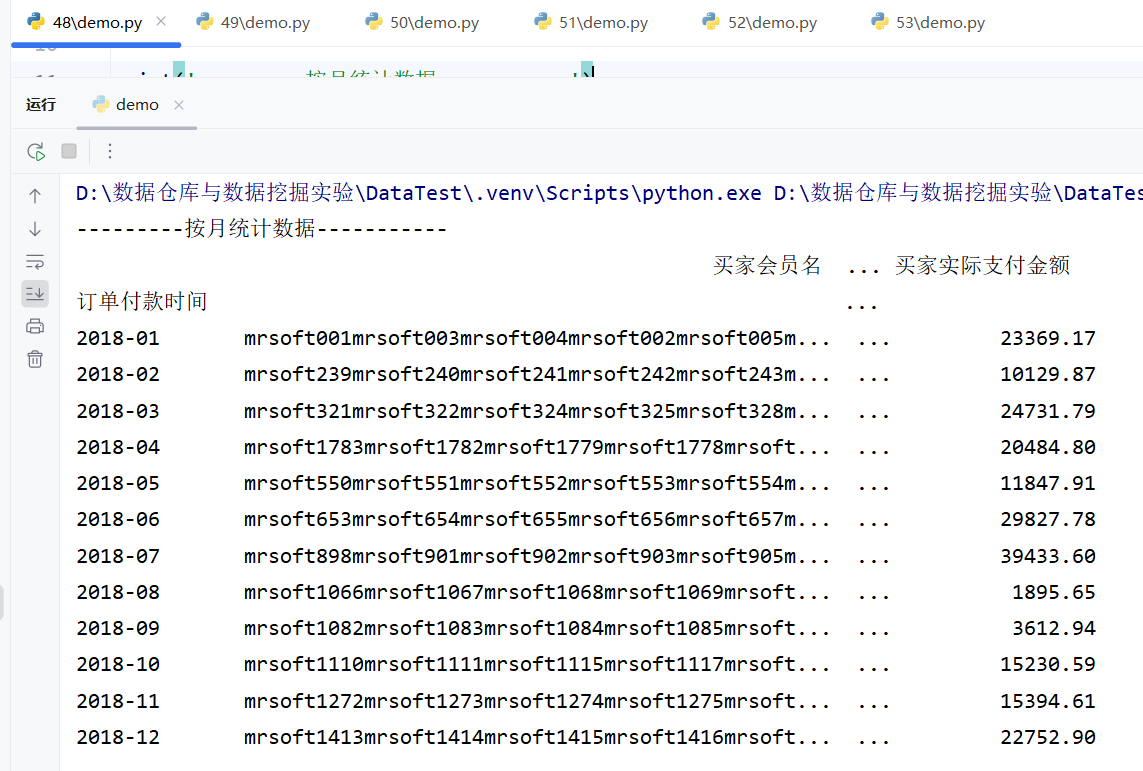 48\demo.py 49\demo.py 50\demo.py 51\demo.py 52\demo.py 53\demo.py
按月统计数据
运行 demo
D:\数据仓库与数据挖掘实验\DataTest\.venv\Scripts\python.exe D:\数据仓库与数据挖掘实验\DataTes
---------按月统计数据-----------
买家会员名 ... 买家实际支付金额
订单付款时间 ...
2018-01 mrsoft001mrsoft003mrsoft004mrsoft002mrsoft005m... ... 23369.17
2018-02 mrsoft239mrsoft240mrsoft241mrsoft242mrsoft243m... ... 10129.87
2018-03 mrsoft321mrsoft322mrsoft324mrsoft325mrsoft328m... ... 24731.79
2018-04 mrsoft1783mrsoft1782mrsoft1779mrsoft1778mrsoft... ... 20484.80
2018-05 mrsoft550mrsoft551mrsoft552mrsoft553mrsoft554m... ... 11847.91
2018-06 mrsoft653mrsoft654mrsoft655mrsoft656mrsoft657m... ... 29827.78
2018-07 mrsoft898mrsoft901mrsoft902mrsoft903mrsoft905m... ... 39433.60
2018-08 mrsoft1066mrsoft1067mrsoft1068mrsoft1069mrsoft... ... 1895.65
2018-09 mrsoft1082mrsoft1083mrsoft1084mrsoft1085mrsoft... ... 3612.94
2018-10 mrsoft1110mrsoft1111mrsoft1115mrsoft1117mrsoft... ... 15230.59
2018-11 mrsoft1272mrsoft1273mrsoft1274mrsoft1275mrsoft... ... 15394.61
2018-12 mrsoft1413mrsoft1414mrsoft1415mrsoft1416mrsoft... ... 22752.90